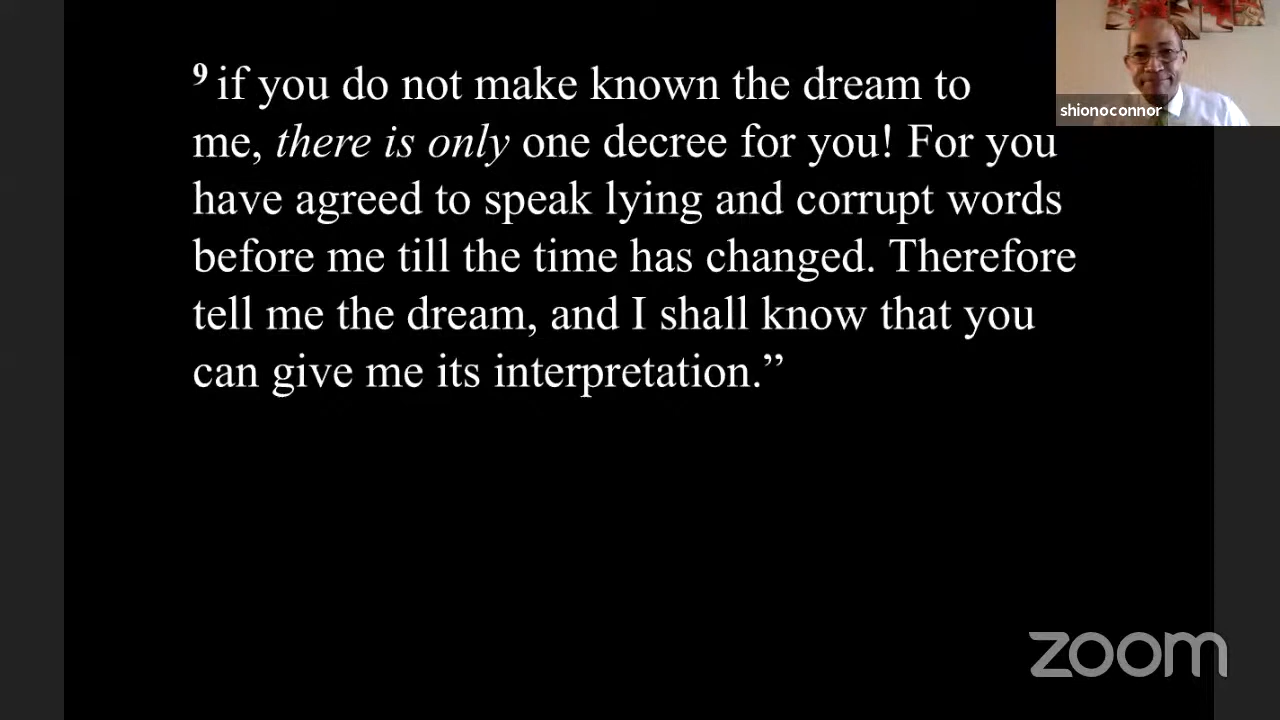 9 if you do not make known the dream to
me, there is only one decree for you! For you
have agreed to speak lying and corrupt words
before me till the time has changed. Therefore
tell me the dream, and I shall know that you
can give me its interpretation.”
shionoconnor
zoom